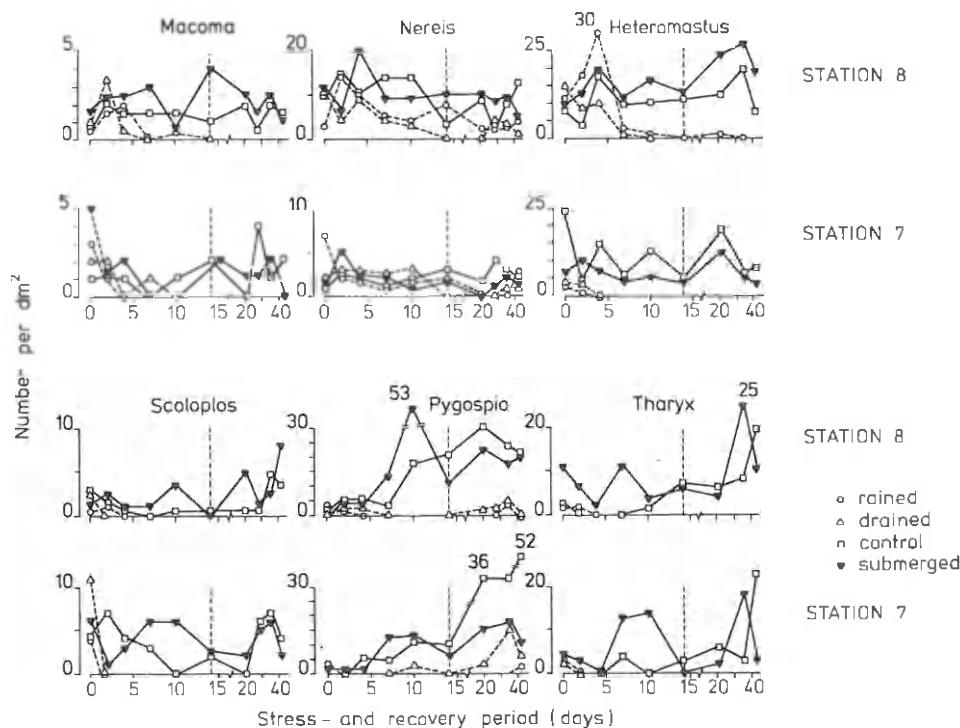 Macoma Nereis Heteramastus
5 20 30 25 STATION 8
0 0 0
5 10 25 STATION 7
0 0 0
0 5 10 15 20 40 0 5 10 15 20 40 0 5 10 15 20 40
Number per dm²
Scoloplos Pygospio Tharyx
10 30 53 20 25 STATION 8
0 0 0
○ rained
△ drained
□ control
▼ submerged
10 30 36 52 20 STATION 7
0 0 0
0 5 10 15 20 40 0 5 10 15 20 40 0 5 10 15 20 40
Stress- and recovery period (days)